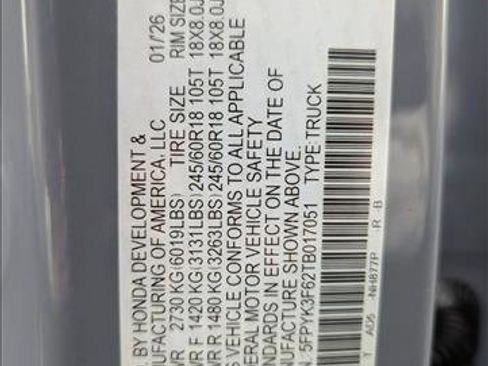 . BY HONDA DEVELOPMENT &
NUFACTURING OF AMERICA, LLC 01/26
WR 2730 KG(6019LBS) TIRE SIZE RIM SIZE
WR F 1420 KG(3131LBS)245/60R18 105T 18X8.0J
WR R 1480 KG(3263LBS)245/60R18 105T 18X8.0J
S VEHICLE CONFORMS TO ALL APPLICABLE
ERAL MOTOR VEHICLE SAFETY
NDARDS IN EFFECT ON THE DATE OF
NUFACTURE SHOWN ABOVE.
N. 5FPYK3F62TB017051 TYPE:TRUCK
Y AD5 -NH877P -R -B